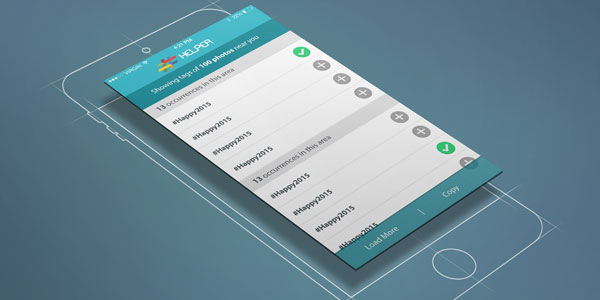 VIRGIN
4:21 PM
HELPER
Showing tags of 100 photos near you
13 occurrences in this area
#Happy2015
#Happy2015
#Happy2015
13 occurrences in this area
#Happy2015
#Happy2015
#Happy2015
#Happy2015
Load More | Copy